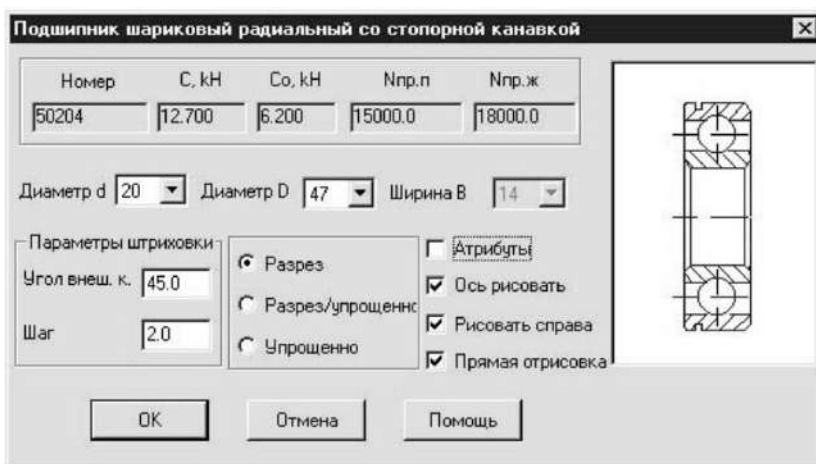 Подшипник шариковый радиальный со стопорной канавкой
Номер C, kH Co, kH Nпр.п Nпр.ж
50204 12.700 6.200 15000.0 18000.0
Диаметр d 20 Диаметр D 47 Ширина B 14
Параметры штриховки
Угол внеш. к. 45.0
Шаг 2.0
Разрез
Разрез/упрощенно
Упрощенно
Атрибуты
Ось рисовать
Рисовать справа
Прямая отрисовка
OK Отмена Помощь